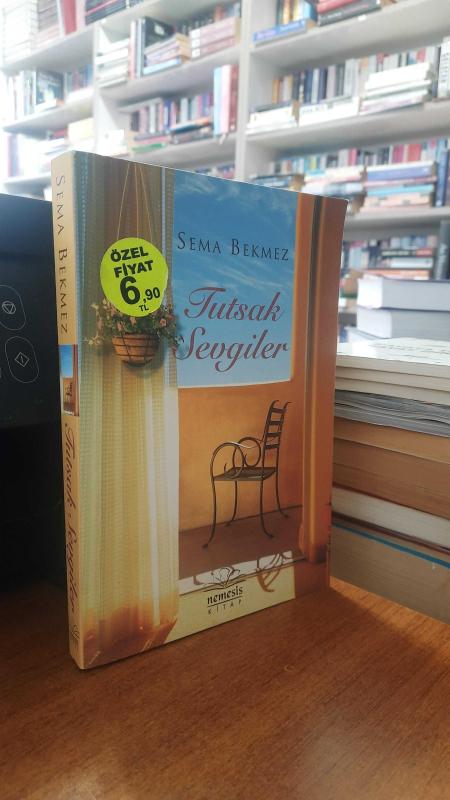 SEMA BEKMEZ
Tutsak Sevgiler
ÖZEL
FİYAT
6,90
TL
SEMA BEKMEZ
Tutsak
Sevgiler
nemesis
KİTAP